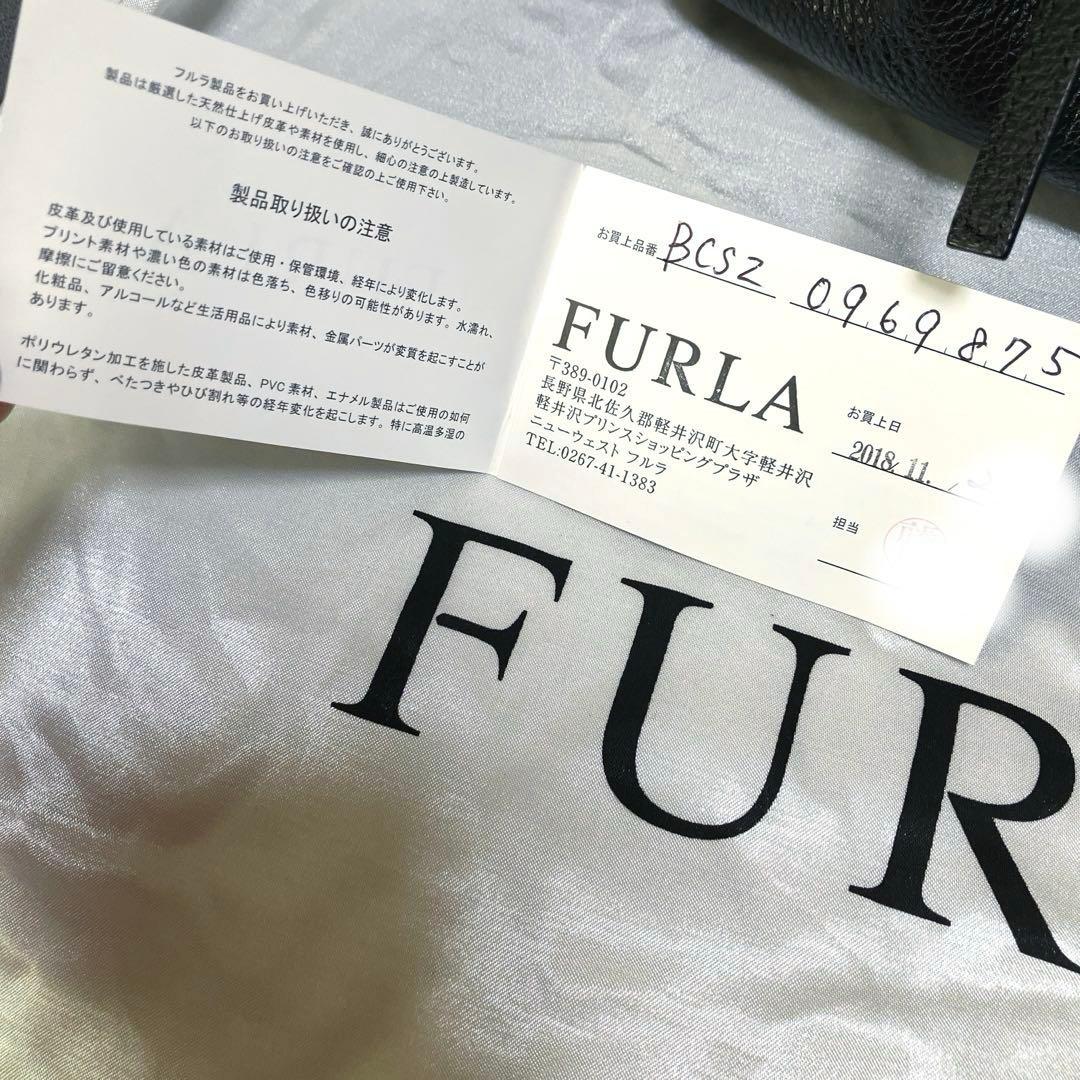 フルラ製品をお買い上げいただき、誠にありがとうございます。
製品は厳選した天然仕上げ皮革や素材を使用し、細心の注意の上製造しています。
以下のお取り扱いの注意をご確認の上ご使用下さい。
製品取り扱いの注意
皮革及び使用している素材はご使用・保管環境、経年により変化します。
プリント素材や濃い色の素材は色落ち、色移りの可能性があります。水濡れ、
摩擦にご留意ください。
化粧品、アルコールなど生活用品により素材、金属パーツが変質を起こすことが
あります。
ポリウレタン加工を施した皮革製品、PVC素材、エナメル製品はご使用の如何
に関わらず、べたつきやひび割れ等の経年変化を起こします。特に高温多湿の
お買上品番 BCSZ 0969875
FURLA
〒389-0102
長野県北佐久郡軽井沢町大字軽井沢
軽井沢プリンスショッピングプラザ
ニューウェスト フルラ
TEL:0267-41-1383
お買上日
2018.11.
担当
FUR